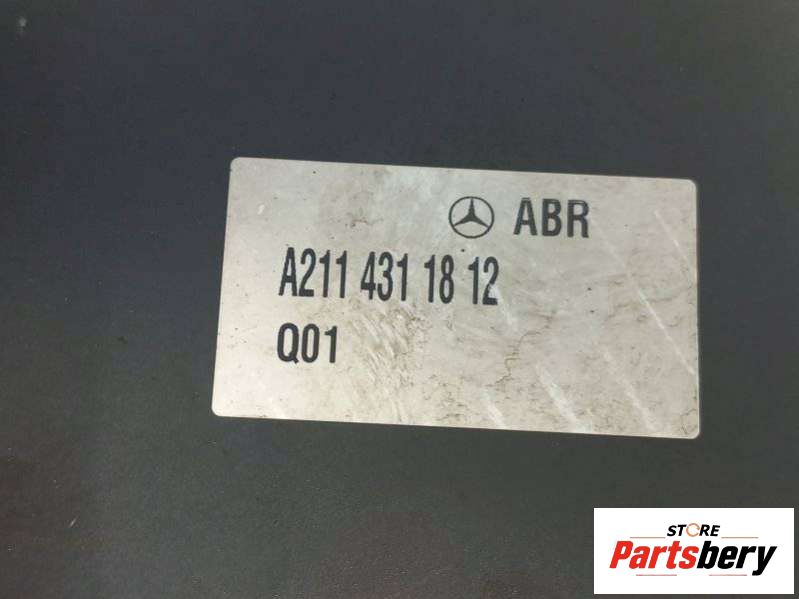 ABR
A211 431 18 12
Q01
STORE
Partsbery